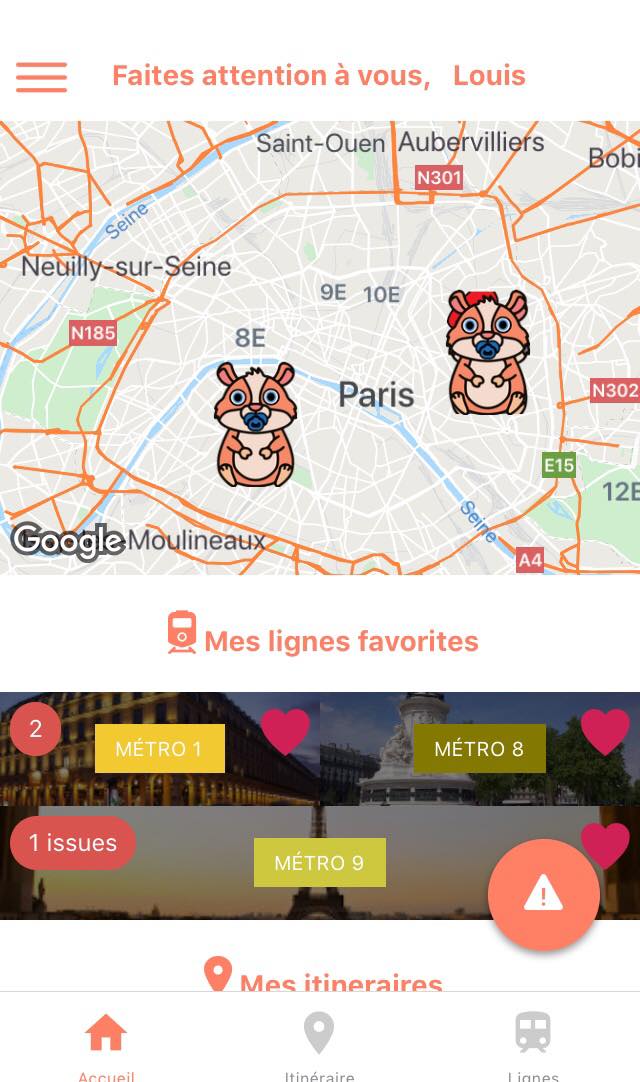 Faites attention à vous, Louis
Saint-Ouen
Aubervilliers
Bobi
N301
Seine
Neuilly-sur-Seine
9E
10E
N185
8E
Paris
N302
E15
12E
Seine
Google
Moulineaux
A4
Mes lignes favorites
2
MÉTRO 1
MÉTRO 8
1 issues
MÉTRO 9
Mes itineraires
Accueil
Itinéraire
Lignes